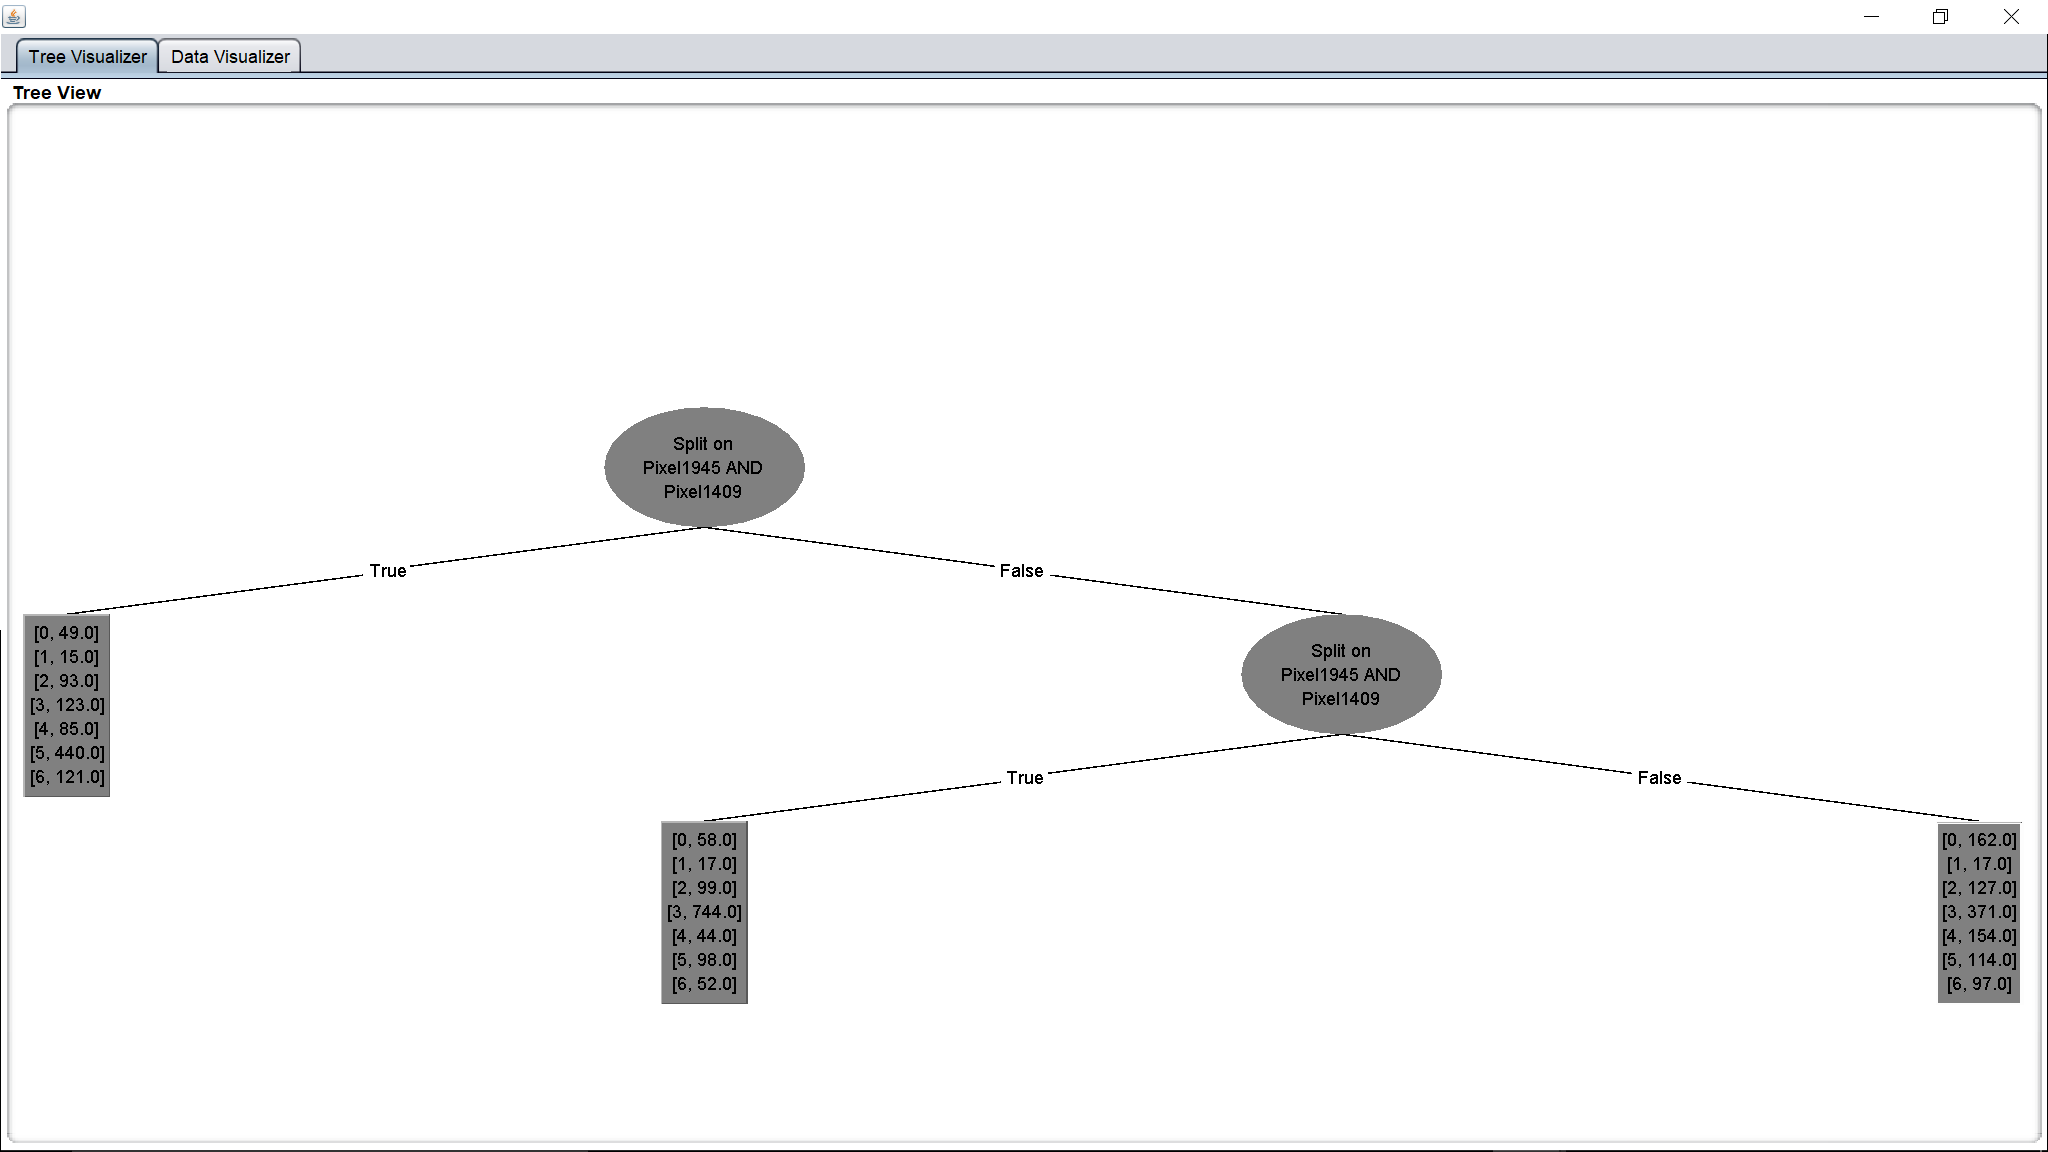 Tree Visualizer
Data Visualizer
Tree View
Split on
Pixel1945 AND
Pixel1409
True
False
[0, 49.0]
[1, 15.0]
[2, 93.0]
[3, 123.0]
[4, 85.0]
[5, 440.0]
[6, 121.0]
Split on
Pixel1945 AND
Pixel1409
True
False
[0, 58.0]
[1, 17.0]
[2, 99.0]
[3, 744.0]
[4, 44.0]
[5, 98.0]
[6, 52.0]
[0, 162.0]
[1, 17.0]
[2, 127.0]
[3, 371.0]
[4, 154.0]
[5, 114.0]
[6, 97.0]